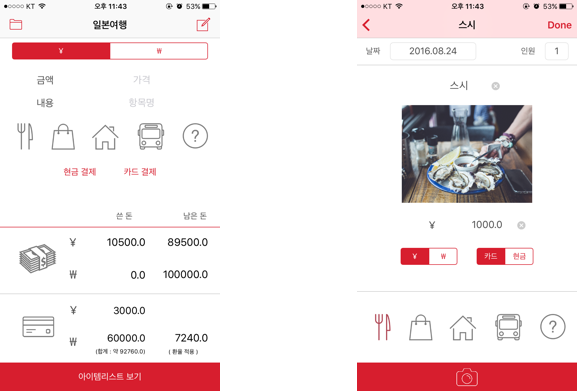 KT 오후 11:43 53%
일본여행
¥ ₩
금액 가격
내용 항목명
?
현금 결제 카드 결제
쓴 돈 남은 돈
¥ 10500.0 89500.0
₩ 0.0 100000.0
¥ 3000.0
₩ 60000.0 7240.0
(합계 : 약 92760.0) ( 환율 적용 )
아이템리스트 보기
KT 오후 11:43 53%
스시 Done
날짜 2016.08.24 인원 1
스시
¥ 1000.0
¥ ₩ 카드 현금
?